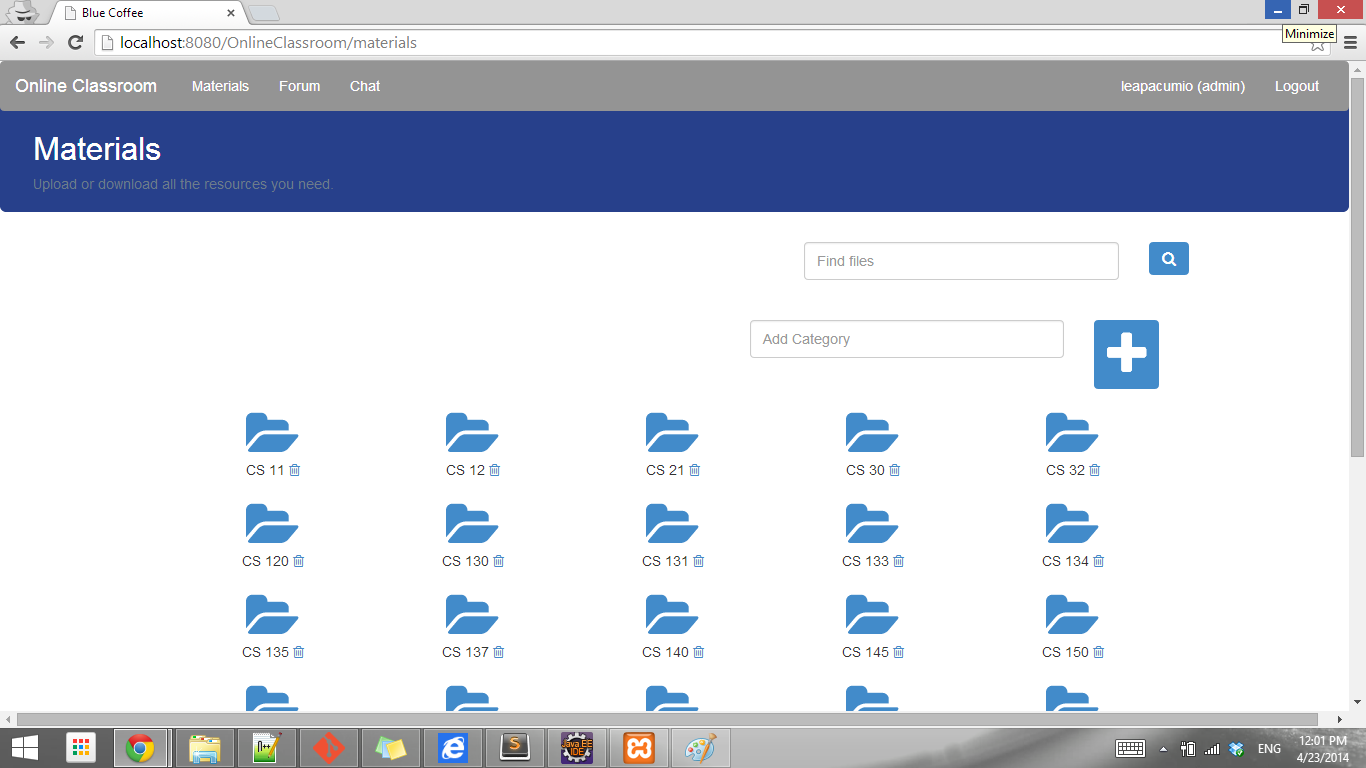 Blue Coffee
Minimize
localhost:8080/OnlineClassroom/materials
Online Classroom Materials Forum Chat leapacumio (admin) Logout
Materials
Upload or download all the resources you need.
Find files
Add Category
CS 11 CS 12 CS 21 CS 30 CS 32
CS 120 CS 130 CS 131 CS 133 CS 134
CS 135 CS 137 CS 140 CS 145 CS 150
Java EE
IDE
ENG
12:01 PM
4/23/2014